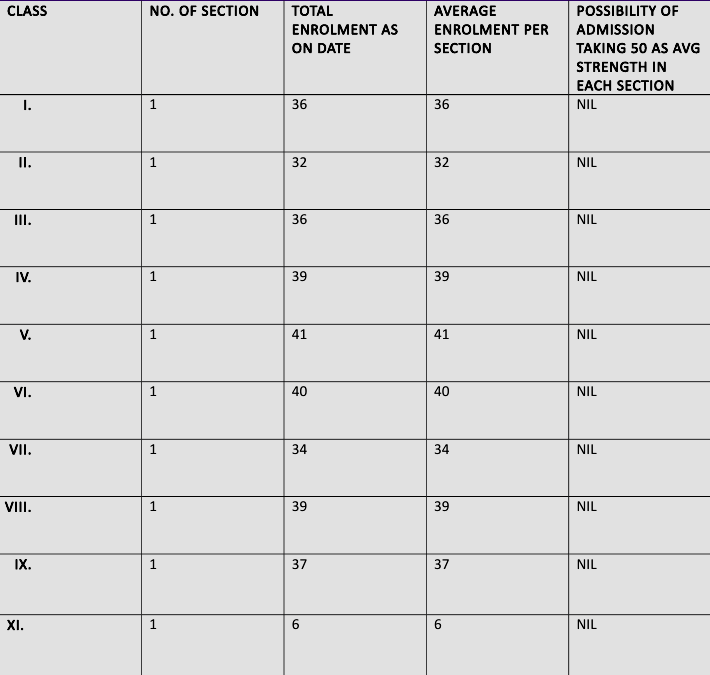 CLASS NO. OF SECTION TOTAL ENROLMENT AS ON DATE AVERAGE ENROLMENT PER SECTION POSSIBILITY OF ADMISSION TAKING 50 AS AVG STRENGTH IN EACH SECTION
I. 1 36 36 NIL
II. 1 32 32 NIL
III. 1 36 36 NIL
IV. 1 39 39 NIL
V. 1 41 41 NIL
VI. 1 40 40 NIL
VII. 1 34 34 NIL
VIII. 1 39 39 NIL
IX. 1 37 37 NIL
XI. 1 6 6 NIL